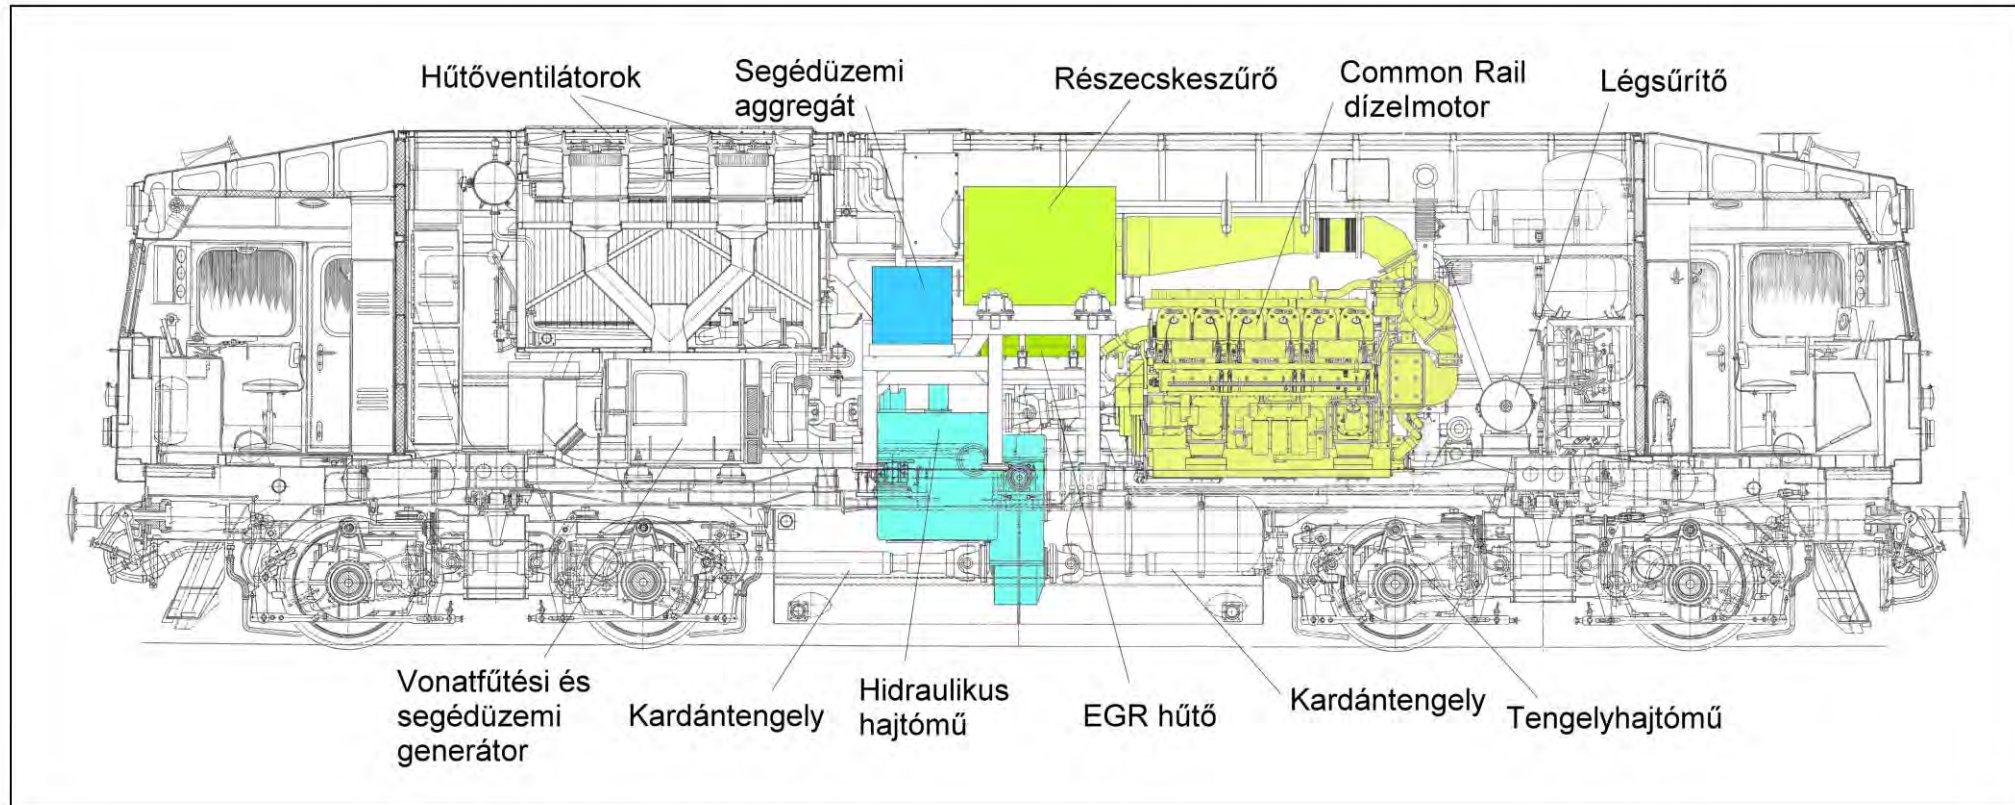 Hűtőventilátorok
Segédüzemi
aggregát
Részecskeszűrő
Common Rail
dízelmotor
Légsűrítő
Vonatfűtési és
segédüzemi
generátor
Kardántengely
Hidraulikus
hajtómű
EGR hűtő
Kardántengely
Tengelyhajtómű